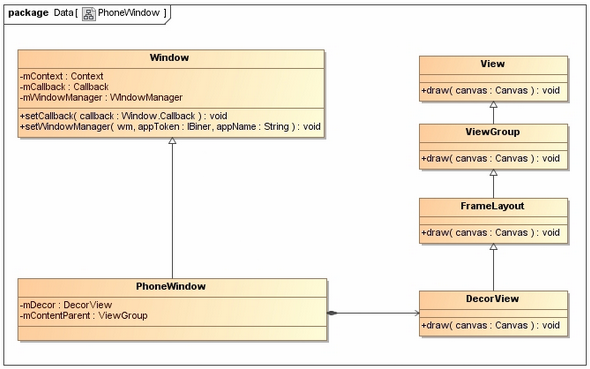 package Data[ PhoneWindow ]
Window
-mContext : Context
-mCallback : Callback
-mWindowManager : WindowManager
+setCallback( callback : Window.Callback ) : void
+setWindowManager( wm, appToken : IBiner, appName : String ) : void
View
+draw( canvas : Canvas ) : void
ViewGroup
+draw( canvas : Canvas ) : void
FrameLayout
+draw( canvas : Canvas ) : void
PhoneWindow
-mDecor : DecorView
-mContentParent : ViewGroup
DecorView
+draw( canvas : Canvas ) : void